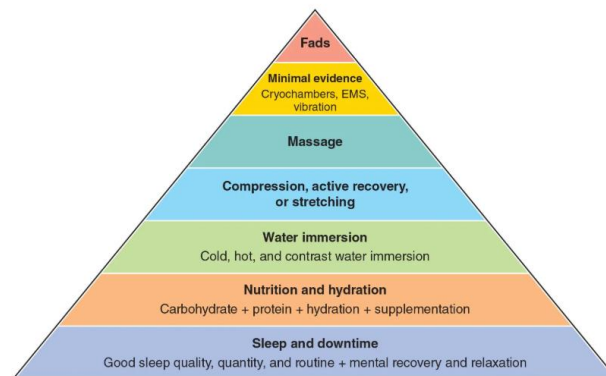 Fads
Minimal evidence
Cryochambers, EMS,
vibration
Massage
Compression, active recovery,
or stretching
Water immersion
Cold, hot, and contrast water immersion
Nutrition and hydration
Carbohydrate + protein + hydration + supplementation
Sleep and downtime
Good sleep quality, quantity, and routine + mental recovery and relaxation